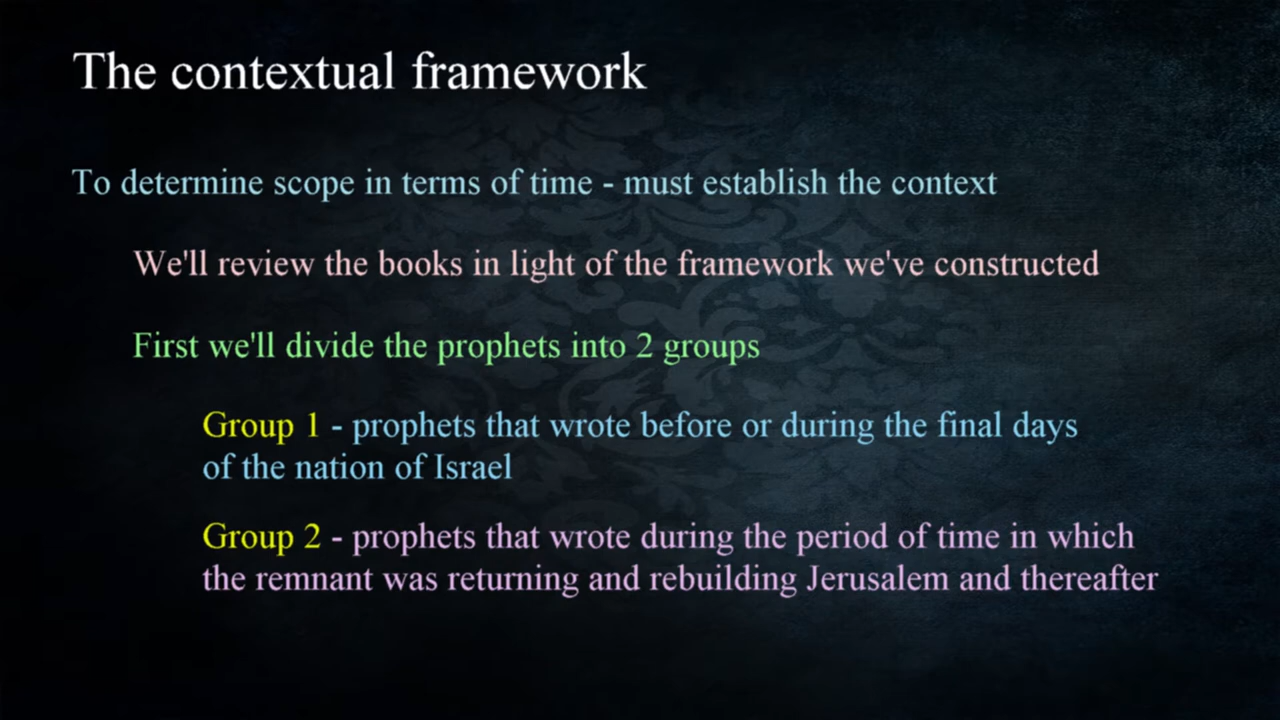 The contextual framework
To determine scope in terms of time - must establish the context
We'll review the books in light of the framework we've constructed
First we'll divide the prophets into 2 groups
Group 1 - prophets that wrote before or during the final days
of the nation of Israel
Group 2 - prophets that wrote during the period of time in which
the remnant was returning and rebuilding Jerusalem and thereafter